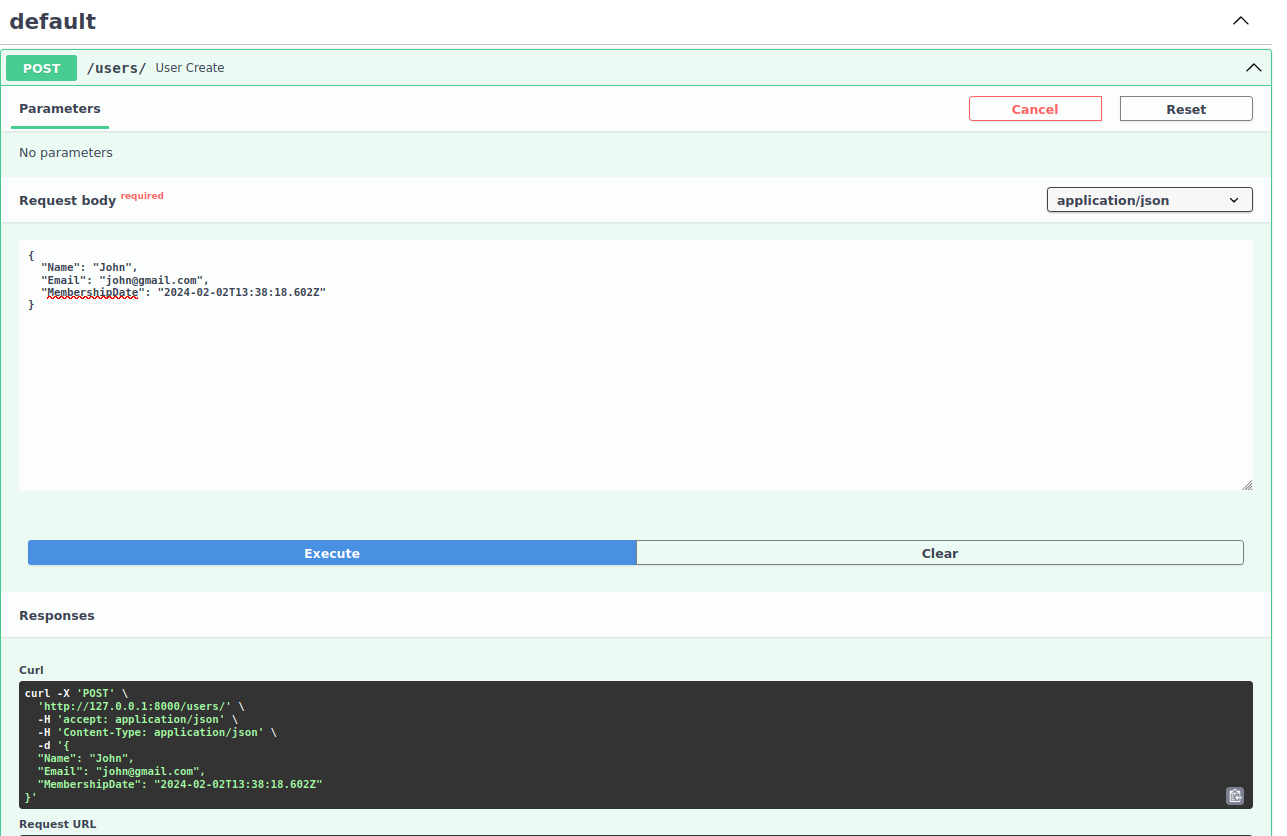 default
POST /users/ User Create
Parameters Cancel Reset
No parameters
Request body required application/json
{
  "Name": "John",
  "Email": "john@gmail.com",
  "MembershipDate": "2024-02-02T13:38:18.602Z"
}
Execute Clear
Responses
Curl
curl -X 'POST' \
  'http://127.0.0.1:8000/users/' \
  -H 'accept: application/json' \
  -H 'Content-Type: application/json' \
  -d '{
  "Name": "John",
  "Email": "john@gmail.com",
  "MembershipDate": "2024-02-02T13:38:18.602Z"
}'
Request URL